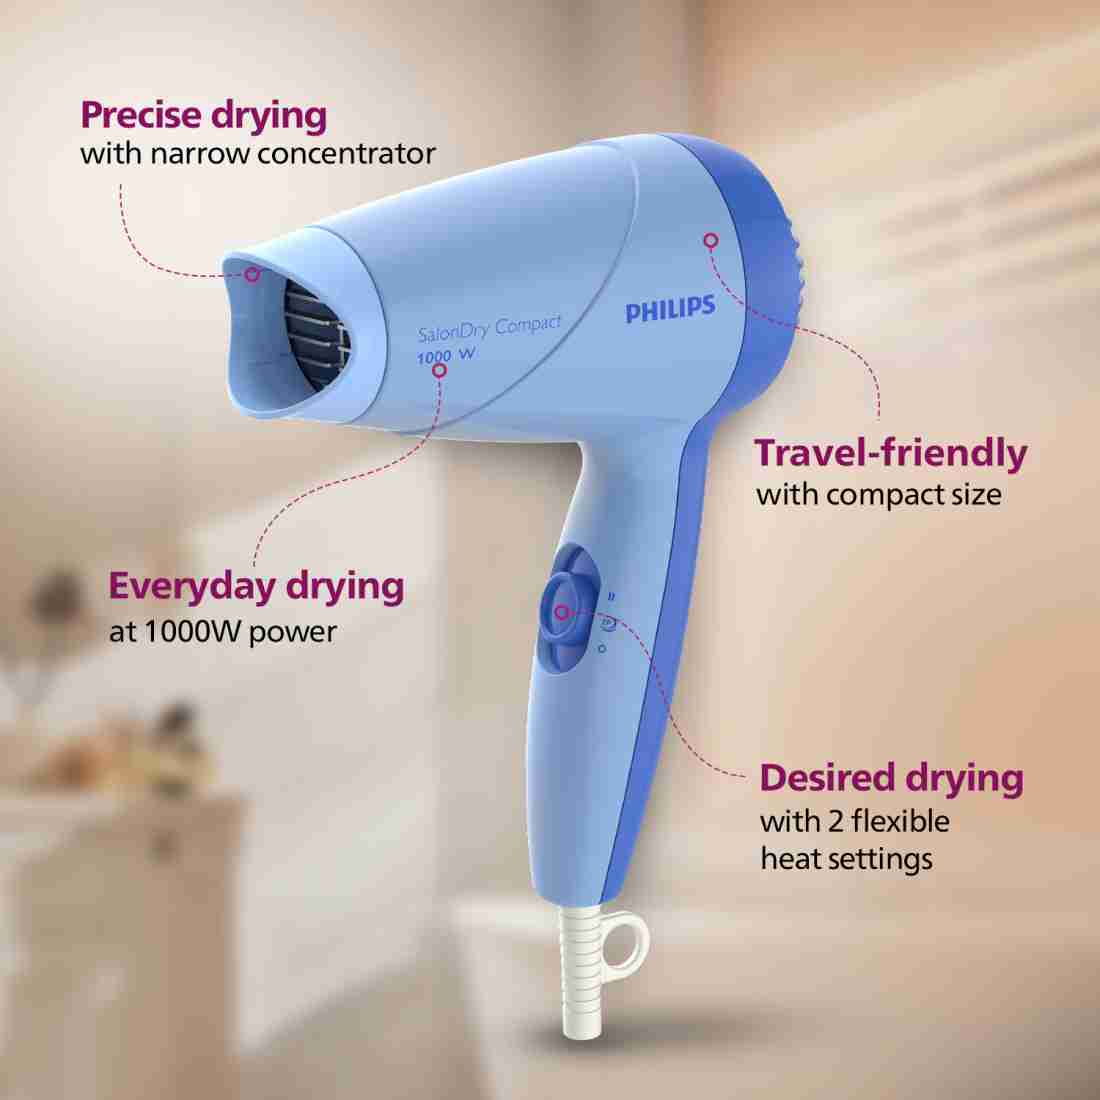 Precise drying
with narrow concentrator
PHILIPS
SalonDry Compact
1000 W
Travel-friendly
with compact size
Everyday drying
at 1000W power
II
Desired drying
with 2 flexible
heat settings